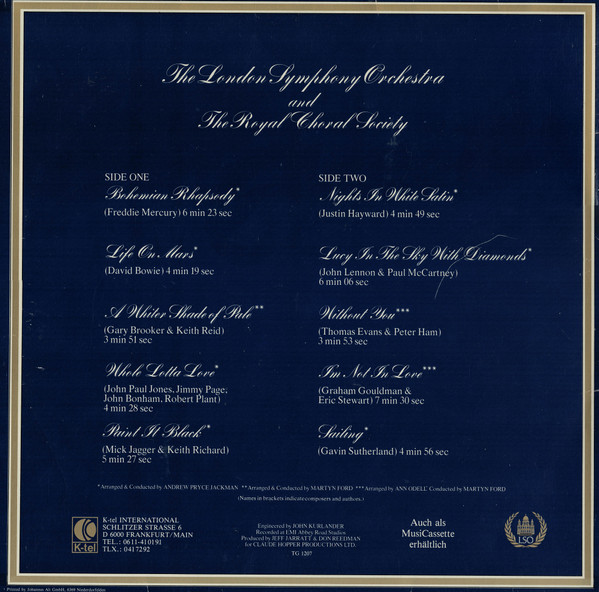 The London Symphony Orchestra
and
The Royal Choral Society
SIDE ONE
Bohemian Rhapsody*
(Freddie Mercury) 6 min 23 sec
Life On Mars*
(David Bowie) 4 min 19 sec
A Whiter Shade of Pale**
(Gary Brooker & Keith Reid)
3 min 51 sec
Whole Lotta Love*
(John Paul Jones, Jimmy Page,
John Bonham, Robert Plant)
4 min 28 sec
Paint It Black*
(Mick Jagger & Keith Richard)
5 min 27 sec
SIDE TWO
Nights In White Satin*
(Justin Hayward) 4 min 49 sec
Lucy In The Sky With Diamonds*
(John Lennon & Paul McCartney)
6 min 06 sec
Without You***
(Thomas Evans & Peter Ham)
3 min 53 sec
I'm Not In Love***
(Graham Gouldman &
Eric Stewart) 7 min 30 sec
Sailing*
(Gavin Sutherland) 4 min 56 sec
*Arranged & Conducted by ANDREW PRYCE JACKMAN **Arranged & Conducted by MARTYN FORD ***Arranged by ANN ODELL Conducted by MARTYN FORD
(Names in brackets indicate composers and authors.)
K-tel
K-tel INTERNATIONAL
SCHLITZER STRASSE 6
D 6000 FRANKFURT/MAIN
TEL.: 0611-410191
TLX.: 0417292
Engineered by JOHN KURLANDER
Recorded at EMI Abbey Road Studios
Produced by JEFF JARRATT & DON REEDMAN
for CLAUDE HOPPER PRODUCTIONS LTD.
TG 1207
Auch als
MusiCassette
erhältlich
LSO
Printed by Johannes Alt GmbH, 6369 Niederdorfelden